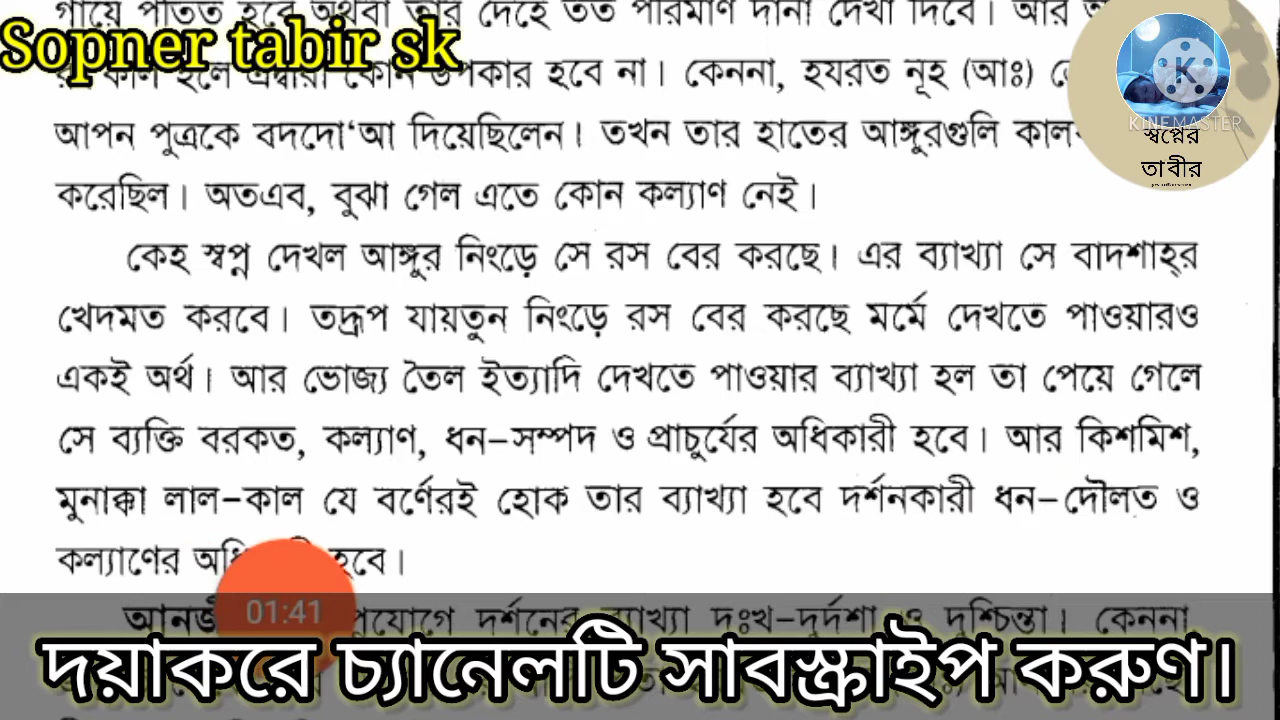 গায়ে পতিত হবে অথবা তার দেহে তত পরিমাণ দানা দেখা দিবে। আর
Sopner tabir sk
হলে এদ্বারা কোন উপকার হবে না। কেননা, হযরত নূহ (আঃ)
KINEMASTER
আপন পুত্রকে বদদো‘আ দিয়েছিলেন। তখন তার হাতের আঙ্গুরগুলি
স্বপ্নের
তাবীর
করেছিল। অতএব, বুঝা গেল এতে কোন কল্যাণ নেই।
কেহ স্বপ্ন দেখল আঙ্গুর নিংড়ে সে রস বের করছে। এর ব্যাখ্যা সে বাদশাহ্‌র
খেদমত করবে। তদ্রূপ যায়তুন নিংড়ে রস বের করছে মর্মে দেখতে পাওয়ারও
একই অর্থ। আর ভোজ্য তৈল ইত্যাদি দেখতে পাওয়ার ব্যাখ্যা হল তা পেয়ে গেলে
সে ব্যক্তি বরকত, কল্যাণ, ধন-সম্পদ ও প্রাচুর্যের অধিকারী হবে। আর কিশমিশ,
মুনাক্কা লাল-কাল যে বর্ণেরই হোক তার ব্যাখ্যা হবে দর্শনকারী ধন-দৌলত ও
কল্যাণের হবে।
01:41
দর্শনের ব্যাখ্যা দুঃখ-দুর্দশা ও দুশ্চিন্তা। কেননা
দয়াকরে চ্যানেলটি সাবস্ক্রাইপ করুণ।